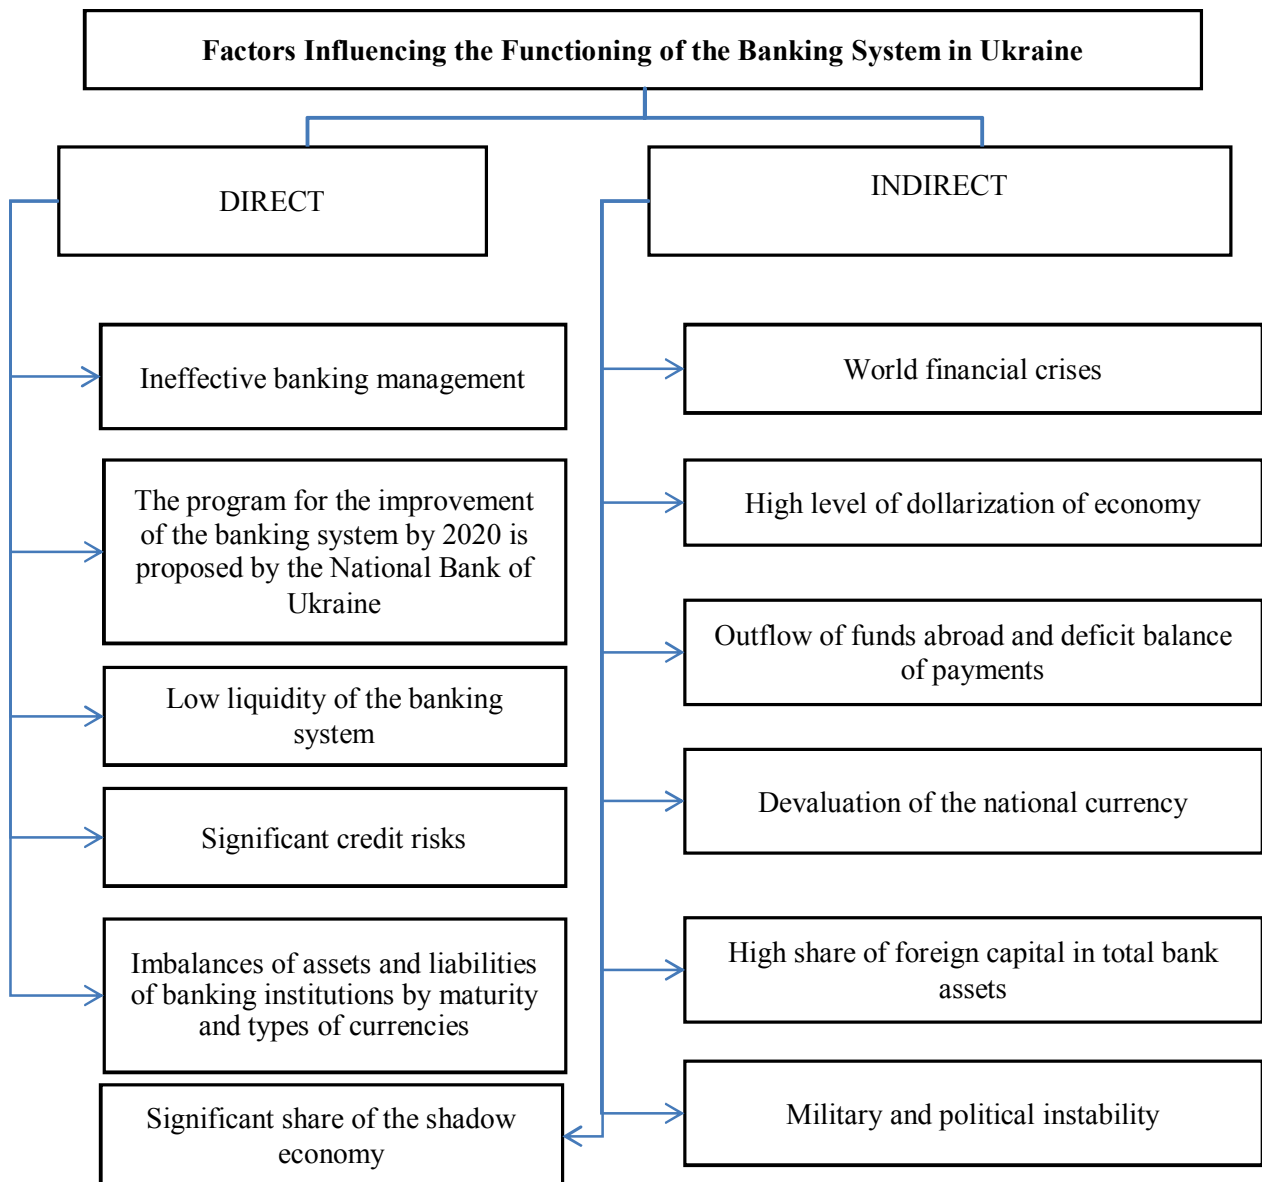 Factors Influencing the Functioning of the Banking System in Ukraine
DIRECT
INDIRECT
Ineffective banking management
The program for the improvement
of the banking system by 2020 is
proposed by the National Bank of
Ukraine
Low liquidity of the banking
system
Significant credit risks
Imbalances of assets and liabilities
of banking institutions by maturity
and types of currencies
Significant share of the shadow
economy
World financial crises
High level of dollarization of economy
Outflow of funds abroad and deficit balance
of payments
Devaluation of the national currency
High share of foreign capital in total bank
assets
Military and political instability